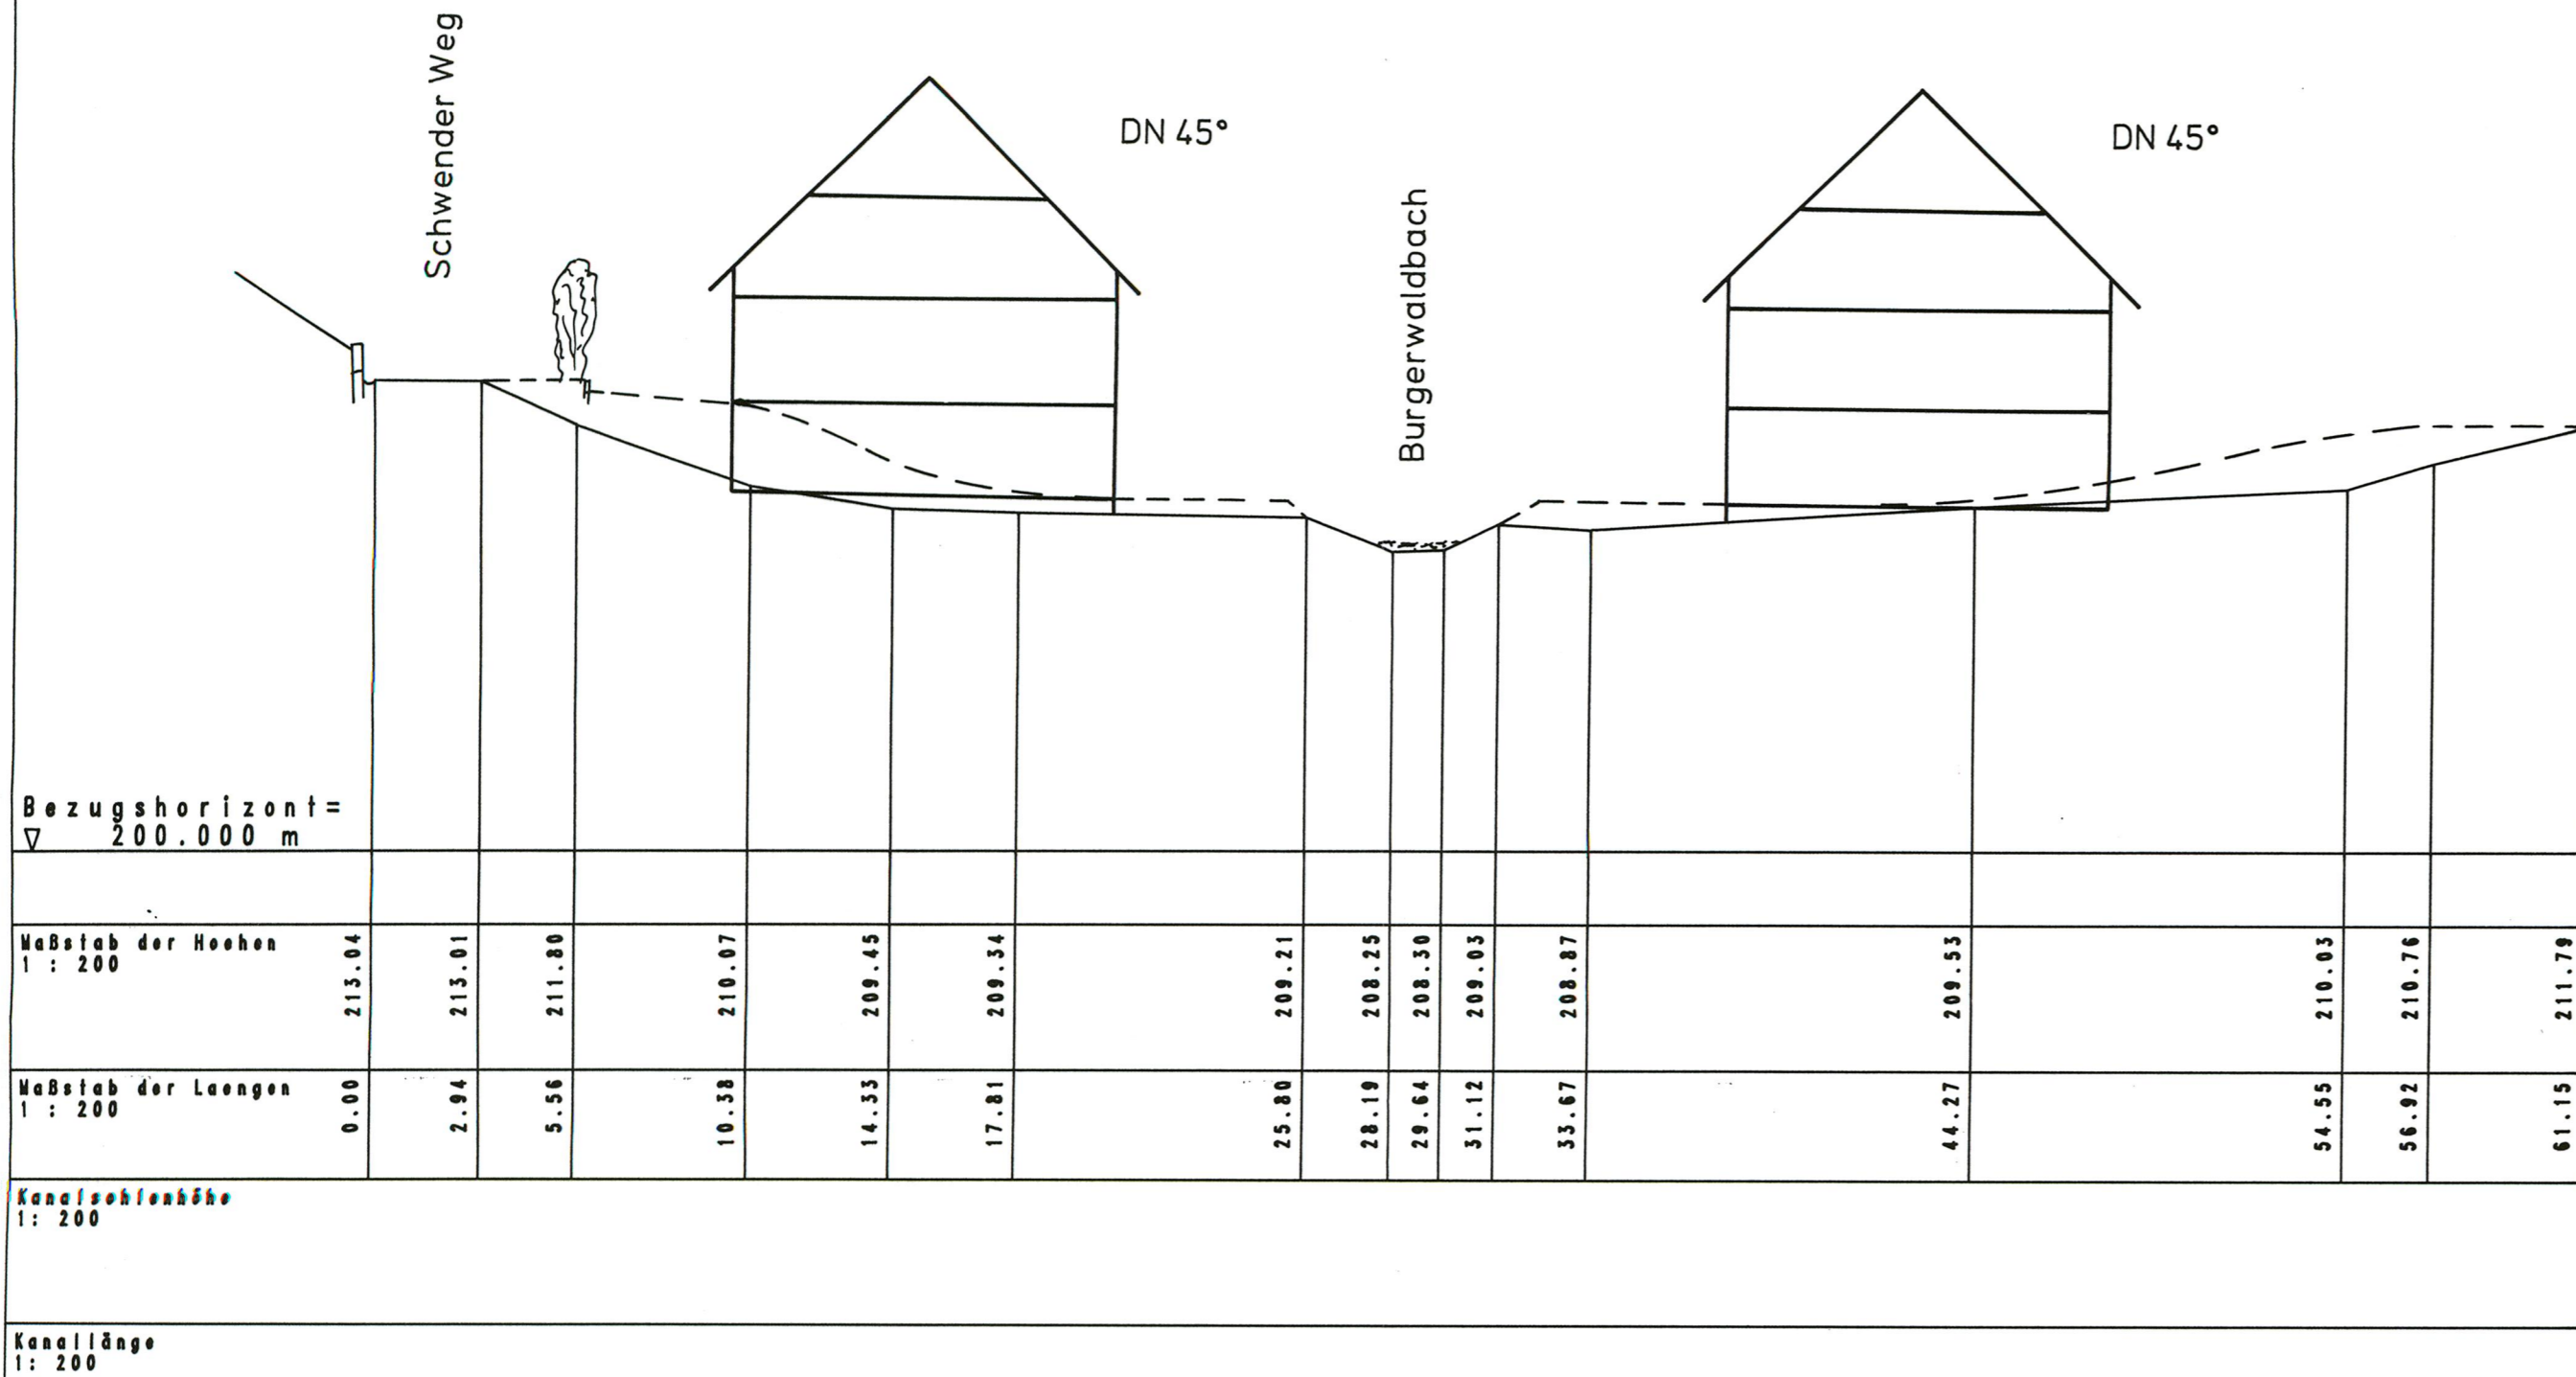 Schwender Weg
DN 45°
Burgerwaldbach
DN 45°
Bezugshorizont=
▽ 200.000 m
Maßstab der Hoehen
1 : 200
213.04
213.01
211.80
210.07
209.45
209.34
209.21
208.25
208.30
209.03
208.87
209.53
210.03
210.76
211.79
Maßstab der Laengen
1 : 200
0.00
2.94
5.56
10.38
14.33
17.81
25.80
28.19
29.64
31.12
33.67
44.27
54.55
56.92
61.15
Kanalsohlenhöhe
1: 200
Kanallänge
1: 200